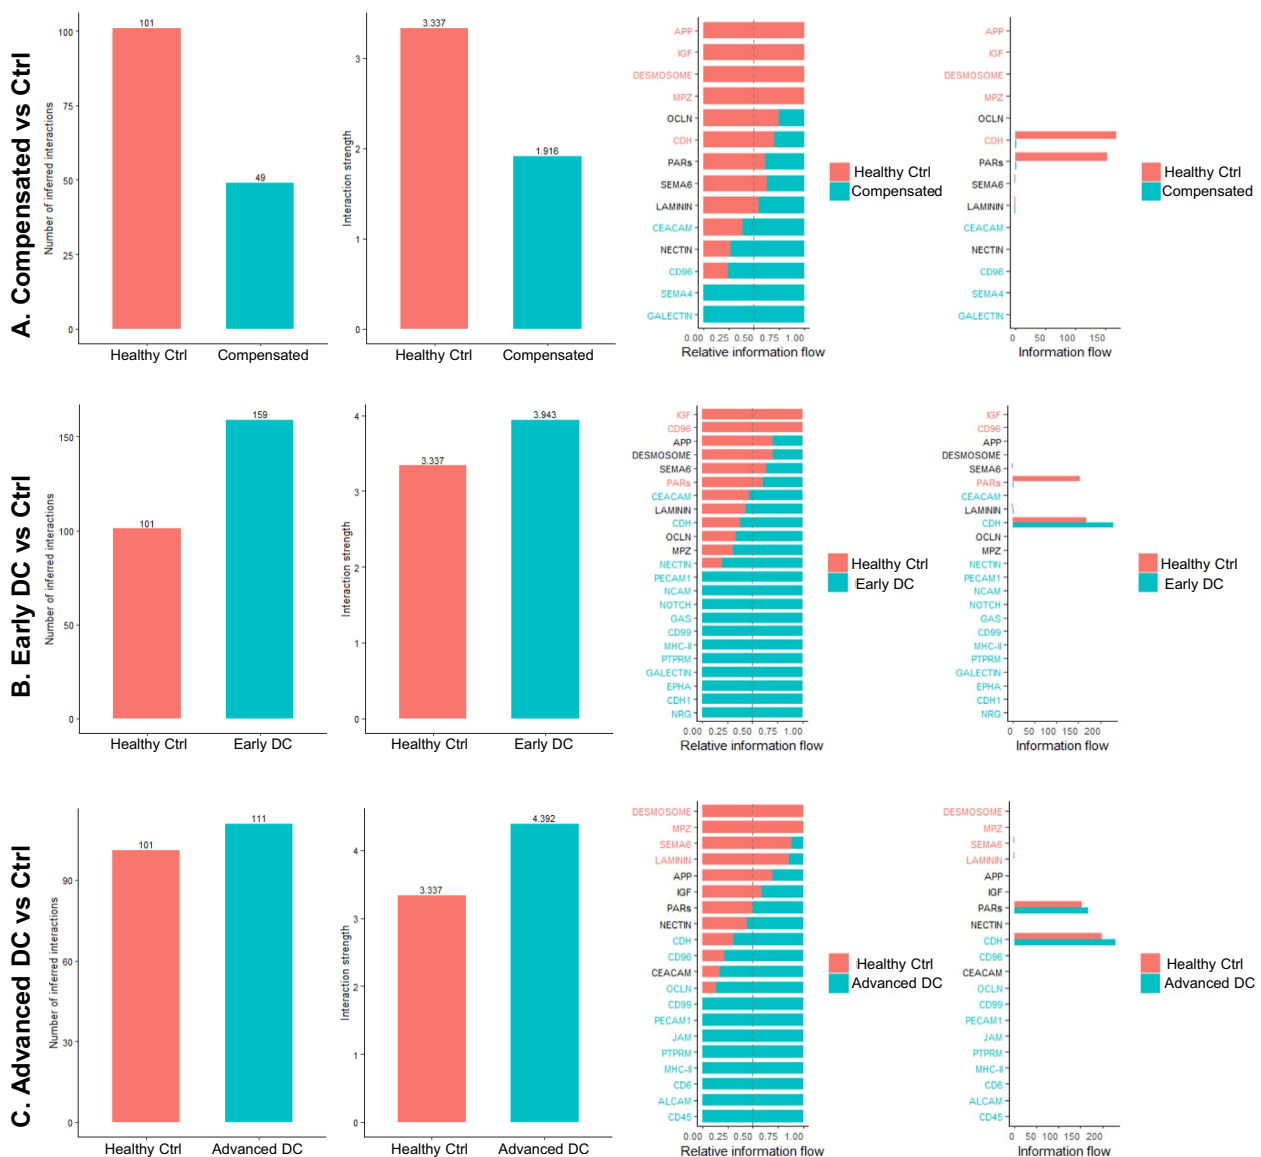 A. Compensated vs Ctrl
Number of inferred interactions
100
75
50
25
0
101
49
Healthy Ctrl
Compensated
Interaction strength
3
2
1
0
3.337
1.916
Healthy Ctrl
Compensated
APP
IGF
DESMOSOME
MPZ
OCLN
CDH
PARs
SEMA6
LAMININ
CEACAM
NECTIN
CD96
SEMA4
GALECTIN
0.00 0.25 0.50 0.75 1.00
Relative information flow
Healthy Ctrl
Compensated
APP
IGF
DESMOSOME
MPZ
OCLN
CDH
PARs
SEMA6
LAMININ
CEACAM
NECTIN
CD96
SEMA4
GALECTIN
0 50 100 150
Information flow
Healthy Ctrl
Compensated
B. Early DC vs Ctrl
Number of inferred interactions
150
100
50
0
101
159
Healthy Ctrl
Early DC
Interaction strength
4
3
2
1
0
3.337
3.943
Healthy Ctrl
Early DC
IGF
CD96
APP
DESMOSOME
SEMA6
PARs
CEACAM
LAMININ
CDH
OCLN
MPZ
NECTIN
PECAM1
NCAM
NOTCH
GAS
CD99
MHC-II
PTPRM
GALECTIN
EPHA
CDH1
NRG
0.00 0.25 0.50 0.75 1.00
Relative information flow
Healthy Ctrl
Early DC
IGF
CD96
APP
DESMOSOME
SEMA6
PARs
CEACAM
LAMININ
CDH
OCLN
MPZ
NECTIN
PECAM1
NCAM
NOTCH
GAS
CD99
MHC-II
PTPRM
GALECTIN
EPHA
CDH1
NRG
0 50 100 150 200
Information flow
Healthy Ctrl
Early DC
C. Advanced DC vs Ctrl
Number of inferred interactions
90
60
30
0
101
111
Healthy Ctrl
Advanced DC
Interaction strength
4
3
2
1
0
3.337
4.392
Healthy Ctrl
Advanced DC
DESMOSOME
MPZ
SEMA6
LAMININ
APP
IGF
PARs
NECTIN
CDH
CD96
CEACAM
OCLN
CD99
PECAM1
JAM
PTPRM
MHC-II
CD6
ALCAM
CD45
0.00 0.25 0.50 0.75 1.00
Relative information flow
Healthy Ctrl
Advanced DC
DESMOSOME
MPZ
SEMA6
LAMININ
APP
IGF
PARs
NECTIN
CDH
CD96
CEACAM
OCLN
CD99
PECAM1
JAM
PTPRM
MHC-II
CD6
ALCAM
CD45
0 50 100 150 200
Information flow
Healthy Ctrl
Advanced DC